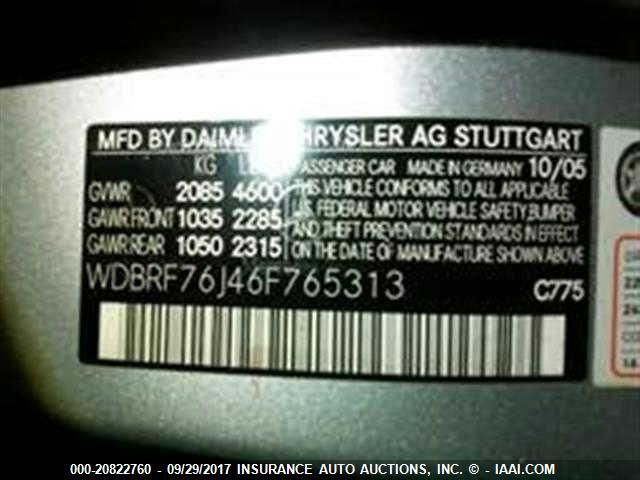 MFD BY DAIMLER CHRYSLER AG STUTTGART
KG PASSENGER CAR MADE IN GERMANY 10/05
GVWR 2085 4600 THIS VEHICLE CONFORMS TO ALL APPLICABLE
GAWR FRONT 1035 2285 U.S. FEDERAL MOTOR VEHICLE SAFETY, BUMPER
AND THEFT PREVENTION STANDARDS IN EFFECT
GAWR REAR 1050 2315 ON THE DATE OF MANUFACTURE SHOWN ABOVE
WDBRF76J46F765313 C775
000-20822760 - 09/29/2017 INSURANCE AUTO AUCTIONS, INC. - IAAI.COM